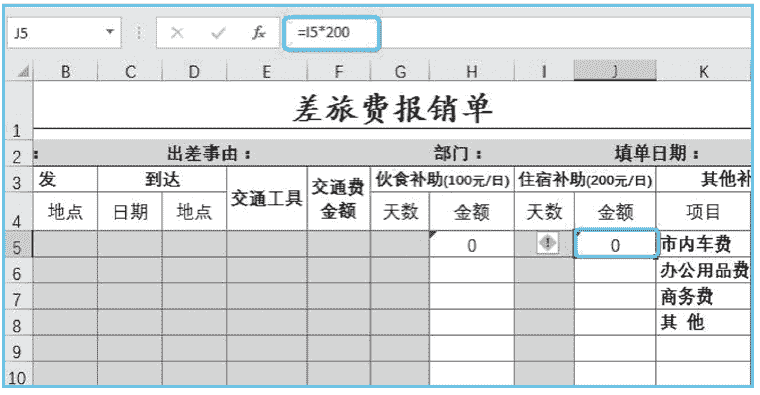 J5 fx =I5*200
B C D E F G H I J K
1 差旅费报销单
2 : 出差事由： 部门： 填单日期：
3 发 到达 交通工具 交通费金额 伙食补助(100元/日) 住宿补助(200元/日) 其他补
4 地点 日期 地点 天数 金额 天数 金额 项目
5 0 0 市内车费
6 办公用品费
7 商务费
8 其 他
9
10